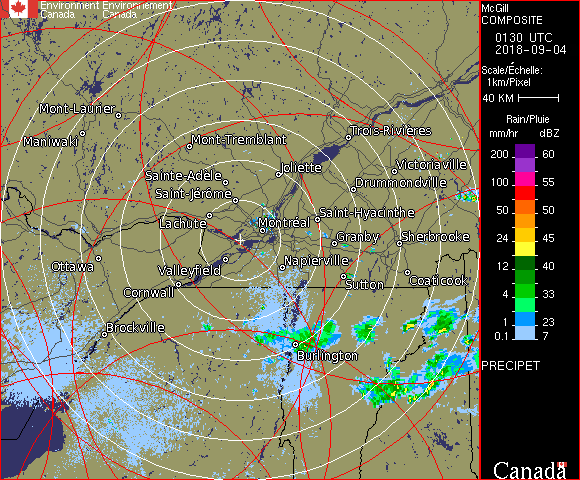 Environment Environnement
Canada Canada
McGill
COMPOSITE
0130 UTC
2018-09-04
Scale/Échelle:
1km/Pixel
40 KM
Rain/Pluie
mm/hr dBZ
200 60
100 55
50 50
24 45
12 40
4 33
1 23
0.1 7
PRECIPET
Canada
Mont-Laurier
Maniwaki
Mont-Tremblant
Trois-Rivières
Joliette
Victoriaville
Sainte-Adèle
Drummondville
Saint-Jérôme
Lachute
Saint-Hyacinthe
Montréal
Granby
Sherbrooke
Ottawa
Valleyfield
Napierville
Sutton
Coaticook
Cornwall
Brockville
Burlington